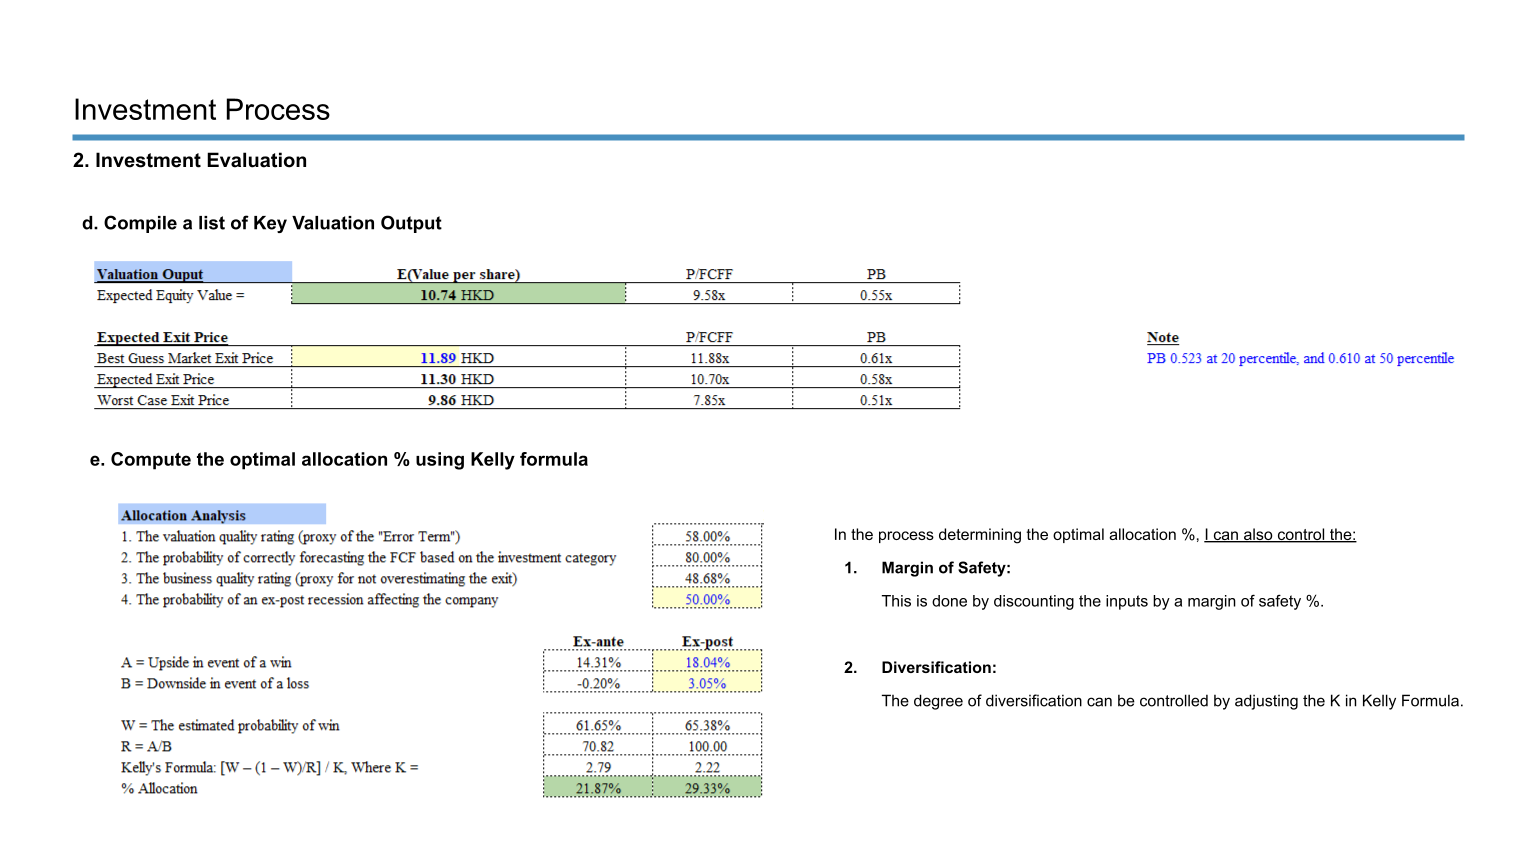 Investment Process
2. Investment Evaluation
d. Compile a list of Key Valuation Output
Valuation Ouput E(Value per share) P/FCFF PB
Expected Equity Value = 10.74 HKD 9.58x 0.55x
Expected Exit Price P/FCFF PB Note
Best Guess Market Exit Price 11.89 HKD 11.88x 0.61x PB 0.523 at 20 percentile, and 0.610 at 50 percentile
Expected Exit Price 11.30 HKD 10.70x 0.58x
Worst Case Exit Price 9.86 HKD 7.85x 0.51x
e. Compute the optimal allocation % using Kelly formula
Allocation Analysis
1. The valuation quality rating (proxy of the "Error Term") 58.00%
2. The probability of correctly forecasting the FCF based on the investment category 80.00%
3. The business quality rating (proxy for not overestimating the exit) 48.68%
4. The probability of an ex-post recession affecting the company 50.00%
Ex-ante Ex-post
A = Upside in event of a win 14.31% 18.04%
B = Downside in event of a loss -0.20% 3.05%
W = The estimated probability of win 61.65% 65.38%
R = A/B 70.82 100.00
Kelly's Formula: [W – (1 – W)/R] / K, Where K = 2.79 2.22
% Allocation 21.87% 29.33%
In the process determining the optimal allocation %, I can also control the:
1. Margin of Safety:
This is done by discounting the inputs by a margin of safety %.
2. Diversification:
The degree of diversification can be controlled by adjusting the K in Kelly Formula.